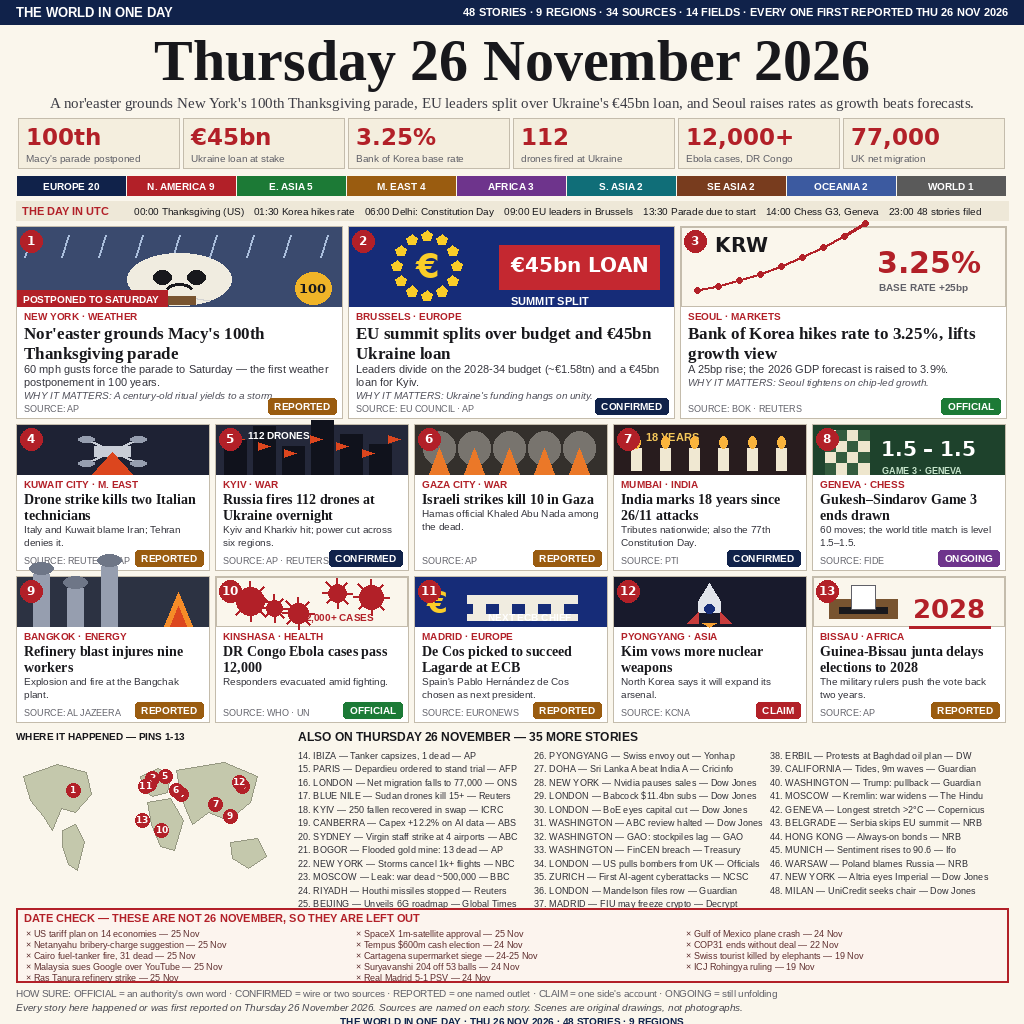 THE WORLD IN ONE DAY
48 STORIES · 9 REGIONS · 34 SOURCES · 14 FIELDS · EVERY ONE FIRST REPORTED THU 26 NOV 2026
Thursday 26 November 2026
A nor'easter grounds New York's 100th Thanksgiving parade, EU leaders split over Ukraine's €45bn loan, and Seoul raises rates as growth beats forecasts.
100th
Macy's parade postponed
€45bn
Ukraine loan at stake
3.25%
Bank of Korea base rate
112
drones fired at Ukraine
12,000+
Ebola cases, DR Congo
77,000
UK net migration
EUROPE 20
N. AMERICA 9
E. ASIA 5
M. EAST 4
AFRICA 3
S. ASIA 2
SE ASIA 2
OCEANIA 2
WORLD 1
THE DAY IN UTC
00:00 Thanksgiving (US) 01:30 Korea hikes rate 06:00 Delhi: Constitution Day 09:00 EU leaders in Brussels 13:30 Parade due to start 14:00 Chess G3, Geneva 23:00 48 stories filed
1
100
POSTPONED TO SATURDAY
NEW YORK · WEATHER
Nor'easter grounds Macy's 100th
Thanksgiving parade
60 mph gusts force the parade to Saturday — the first weather
postponement in 100 years.
WHY IT MATTERS: A century-old ritual yields to a storm.
SOURCE: AP
REPORTED
2
€
€45bn LOAN
SUMMIT SPLIT
BRUSSELS · EUROPE
EU summit splits over budget and €45bn
Ukraine loan
Leaders divide on the 2028-34 budget (~€1.58tn) and a €45bn
loan for Kyiv.
WHY IT MATTERS: Ukraine's funding hangs on unity.
SOURCE: EU COUNCIL · AP
CONFIRMED
3
KRW
3.25%
BASE RATE +25bp
SEOUL · MARKETS
Bank of Korea hikes rate to 3.25%, lifts
growth view
A 25bp rise; the 2026 GDP forecast is raised to 3.9%.
WHY IT MATTERS: Seoul tightens on chip-led growth.
SOURCE: BOK · REUTERS
OFFICIAL
4
KUWAIT CITY · M. EAST
Drone strike kills two Italian
technicians
Italy and Kuwait blame Iran; Tehran
denies it.
SOURCE: REUTERS · AP
REPORTED
5
112 DRONES
KYIV · WAR
Russia fires 112 drones at
Ukraine overnight
Kyiv and Kharkiv hit; power cut across
six regions.
SOURCE: AP · REUTERS
CONFIRMED
6
GAZA CITY · WAR
Israeli strikes kill 10 in Gaza
Hamas official Khaled Abu Nada among
the dead.
SOURCE: AP
REPORTED
7
18 YEARS
MUMBAI · INDIA
India marks 18 years since
26/11 attacks
Tributes nationwide; also the 77th
Constitution Day.
SOURCE: PTI
CONFIRMED
8
1.5 – 1.5
GAME 3 · GENEVA
GENEVA · CHESS
Gukesh–Sindarov Game 3
ends drawn
60 moves; the world title match is level
1.5–1.5.
SOURCE: FIDE
ONGOING
9
BANGKOK · ENERGY
Refinery blast injures nine
workers
Explosion and fire at the Bangchak
plant.
SOURCE: AL JAZEERA
REPORTED
10
,000+ CASES
KINSHASA · HEALTH
DR Congo Ebola cases pass
12,000
Responders evacuated amid fighting.
SOURCE: WHO · UN
OFFICIAL
11
€
MADRID · EUROPE
De Cos picked to succeed
Lagarde at ECB
Spain's Pablo Hernández de Cos
chosen as next president.
SOURCE: EURONEWS
REPORTED
12
PYONGYANG · ASIA
Kim vows more nuclear
weapons
North Korea says it will expand its
arsenal.
SOURCE: KCNA
CLAIM
13
2028
BISSAU · AFRICA
Guinea-Bissau junta delays
elections to 2028
The military rulers push the vote back
two years.
SOURCE: AP
REPORTED
WHERE IT HAPPENED — PINS 1-13
1
5
11
6
12
7
9
13
10
ALSO ON THURSDAY 26 NOVEMBER — 35 MORE STORIES
14. IBIZA — Tanker capsizes, 1 dead — AP
15. PARIS — Depardieu ordered to stand trial — AFP
16. LONDON — Net migration falls to 77,000 — ONS
17. BLUE NILE — Sudan drones kill 15+ — Reuters
18. KYIV — 250 fallen recovered in swap — ICRC
19. CANBERRA — Capex +12.2% on AI data — ABS
20. SYDNEY — Virgin staff strike at 4 airports — ABC
21. BOGOR — Flooded gold mine: 13 dead — AP
22. NEW YORK — Storms cancel 1k+ flights — NBC
23. MOSCOW — Leak: war dead ~500,000 — BBC
24. RIYADH — Houthi missiles stopped — Reuters
25. BEIJING — Unveils 6G roadmap — Global Times
26. PYONGYANG — Swiss envoy out — Yonhap
27. DOHA — Sri Lanka A beat India A — Cricinfo
28. NEW YORK — Nvidia pauses sales — Dow Jones
29. LONDON — Babcock $11.4bn subs — Dow Jones
30. LONDON — BoE eyes capital cut — Dow Jones
31. WASHINGTON — ABC review halted — Dow Jones
32. WASHINGTON — GAO: stockpiles lag — GAO
33. WASHINGTON — FinCEN breach — Treasury
34. LONDON — US pulls bombers from UK — Officials
35. ZURICH — First AI-agent cyberattacks — NCSC
36. LONDON — Mandelson files row — Guardian
37. MADRID — FIU may freeze crypto — Decrypt
38. ERBIL — Protests at Baghdad oil plan — DW
39. CALIFORNIA — Tides, 9m waves — Guardian
40. WASHINGTON — Trump: pullback — Guardian
41. MOSCOW — Kremlin: war widens — The Hindu
42. GENEVA — Longest stretch >2°C — Copernicus
43. BELGRADE — Serbia skips EU summit — NRB
44. HONG KONG — Always-on bonds — NRB
45. MUNICH — Sentiment rises to 90.6 — Ifo
46. WARSAW — Poland blames Russia — NRB
47. NEW YORK — Altria eyes Imperial — Dow Jones
48. MILAN — UniCredit seeks chair — Dow Jones
DATE CHECK — THESE ARE NOT 26 NOVEMBER, SO THEY ARE LEFT OUT
× US tariff plan on 14 economies — 25 Nov
× Netanyahu bribery-charge suggestion — 25 Nov
× Cairo fuel-tanker fire, 31 dead — 25 Nov
× Malaysia sues Google over YouTube — 25 Nov
× Ras Tanura refinery strike — 25 Nov
× SpaceX 1m-satellite approval — 25 Nov
× Tempus $600m cash election — 24 Nov
× Cartagena supermarket siege — 24-25 Nov
× Suryavanshi 204 off 53 balls — 24 Nov
× Real Madrid 5-1 PSV — 24 Nov
× Gulf of Mexico plane crash — 24 Nov
× COP31 ends without deal — 22 Nov
× Swiss tourist killed by elephants — 19 Nov
× ICJ Rohingya ruling — 19 Nov
HOW SURE: OFFICIAL = an authority's own word · CONFIRMED = wire or two sources · REPORTED = one named outlet · CLAIM = one side's account · ONGOING = still unfolding
Every story here happened or was first reported on Thursday 26 November 2026. Sources are named on each story. Scenes are original drawings, not photographs.
THE WORLD IN ONE DAY · THU 26 NOV 2026 · 48 STORIES · 9 REGIONS